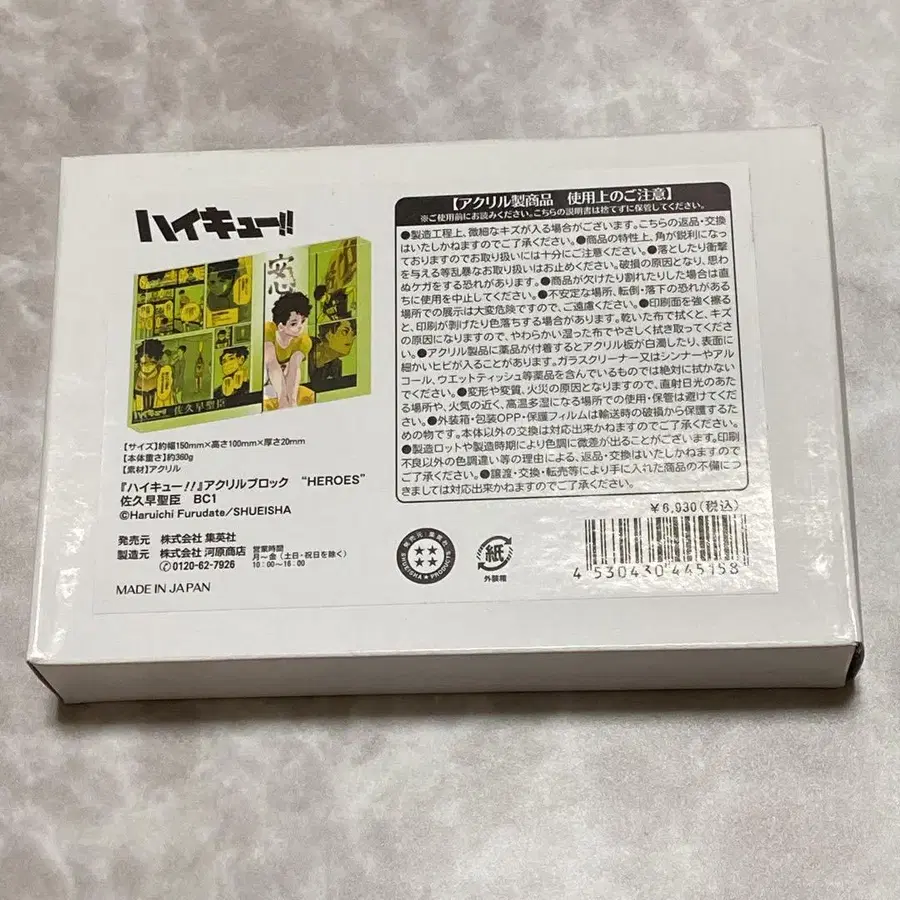 ハイキュー!!
ハイキュー!! 佐久早聖臣
【サイズ】約幅150mm×高さ100mm×厚さ20mm
【本体重さ】約360g
【素材】アクリル
『ハイキュー!!』アクリルブロック “HEROES”
佐久早聖臣 BC1
©Haruichi Furudate/SHUEISHA
発売元 株式会社 集英社
製造元 株式会社 河原商店
✆0120-62-7926
営業時間
月〜金(土日・祝日を除く)
10:00〜16:00
MADE IN JAPAN
【アクリル製商品 使用上のご注意】
※ご使用前にお読みください。こちらの説明書は捨てずに保管してください。
●製造工程上、微細なキズが入る場合がございます。こちらの返品・交換
はいたしかねますのでご了承ください。●商品の特性上、角が鋭利になっ
ておりますのでお取り扱いには十分にご注意ください。●落としたり衝撃
を与える等乱暴なお取り扱いはお止めください。破損の原因となり、思わ
ぬケガをする恐れがあります。●商品が欠けたり割れたりした場合は直
ちに使用を中止してください。●不安定な場所、転倒・落下の恐れがある
場所での展示は大変危険ですので、ご遠慮ください。●印刷面を強く擦る
と、印刷が剥げたり色落ちする場合があります。乾いた布で拭くと、キズ
の原因になりますので、やわらかい湿った布でやさしく拭き取ってくださ
い。●アクリル製品に薬品が付着するとアクリル板が白濁したり、表面に
細かいヒビが入ることがあります。ガラスクリーナー又はシンナーやアル
コール、ウエットティッシュ等薬品を含んでいるものでは絶対に拭かない
でください。●変形や変質、火災の原因となりますので、直射日光のあた
る場所や、火気の近く、高温多湿になる場所での使用・保管は避けてくだ
さい。●外装箱・包装OPP・保護フィルムは輸送時の破損から保護するた
めの物です。本体以外の交換は対応出来かねますのでご了承ください。
●製造ロットや製造時期により色調に微差が出ることがございます。印刷
不良以外の色調違い等の理由による、返品・交換はいたしかねますので
ご了承ください。●譲渡・交換・転売等により手に入れた商品の不備につ
きましては対応出来かねますのでご了承ください。
￥6,930(税込)
紙
外装箱
4 530430 445158